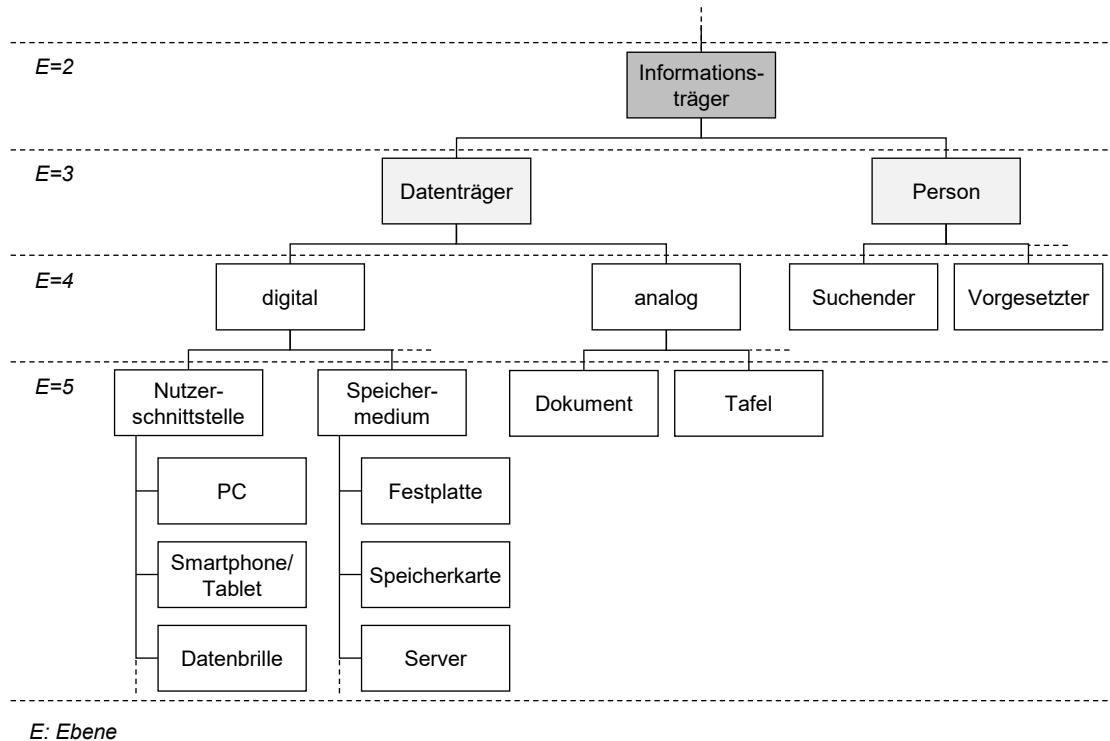 E=2
Informations-
träger
E=3
Datenträger
Person
E=4
digital
analog
Suchender
Vorgesetzter
E=5
Nutzer-
schnittstelle
Speicher-
medium
Dokument
Tafel
PC
Festplatte
Smartphone/
Tablet
Speicherkarte
Datenbrille
Server
E: Ebene